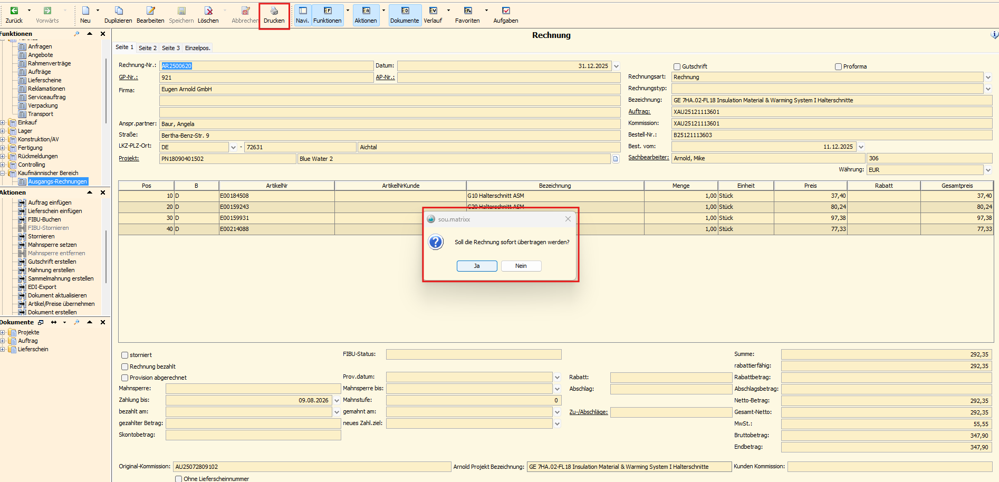 Zurück Vorwärts Neu Duplizieren Bearbeiten Speichern Löschen Abbrechen Drucken Navi. Funktionen Aktionen Dokumente Verlauf Favoriten Aufgaben
Funktionen
Anfragen
Angebote
Rahmenverträge
Aufträge
Lieferscheine
Reklamationen
Serviceauftrag
Verpackung
Transport
Einkauf
Lager
Konstruktion/AV
Fertigung
Rückmeldungen
Controlling
Kaufmännischer Bereich
Ausgangs-Rechnungen
Aktionen
Auftrag einfügen
Lieferschein einfügen
FIBU-Buchen
FIBU-Stornieren
Stornieren
Mahnsperre setzen
Mahnsperre entfernen
Gutschrift erstellen
Mahnung erstellen
Sammelmahnung erstellen
EDI-Export
Dokument aktualisieren
Artikel/Preise übernehmen
Dokument erstellen
Dokumente
Projekte
Auftrag
Lieferschein
Rechnung
Seite 1 Seite 2 Seite 3 Einzelpos.
Rechnung-Nr.: AR2500620 Datum: 31.12.2025
GP-Nr.: 921 AP-Nr.:
Firma: Eugen Arnold GmbH
Anspr.partner: Baur, Angela
Straße: Bertha-Benz-Str. 9
LKZ-PLZ-Ort: DE - 72631 Aichtal
Projekt: PN18090401502 Blue Water 2
Gutschrift Proforma
Rechnungsart: Rechnung
Rechnungstyp:
Bezeichnung: GE 7HA.02-FL18 Insulation Material & Warming System I Halterschnitte
Auftrag: XAU25121113601
Kommission: XAU25121113601
Bestell-Nr.: B25121113603
Best. vom: 11.12.2025
Sachbearbeiter: Arnold, Mike 306
Währung: EUR
Pos B ArtikelNr ArtikelNrKunde Bezeichnung Menge Einheit Preis Rabatt Gesamtpreis
10 D E00184508 G10 Halterschnitt ASM 1,00 Stück 37,40 37,40
20 D E00159243 G20 Halterschnitt ASM 1,00 Stück 80,24 80,24
30 D E00159931 1,00 Stück 97,38 97,38
40 D E00214088 1,00 Stück 77,33 77,33
sou.matrixx
Soll die Rechnung sofort übertragen werden?
Ja Nein
storniert
Rechnung bezahlt
Provision abgerechnet
Mahnsperre:
Zahlung bis: 09.08.2026
bezahlt am:
gezahlter Betrag:
Skontobetrag:
FIBU-Status:
Prov.datum:
Mahnsperre bis:
Mahnstufe: 0
gemahnt am:
neues Zahl.ziel:
Rabatt:
Abschlag:
Zu-/Abschläge:
Summe: 292,35
rabattierfähig: 292,35
Rabattbetrag:
Abschlagsbetrag:
Netto-Betrag: 292,35
Gesamt-Netto: 292,35
MwSt.: 55,55
Bruttobetrag: 347,90
Endbetrag: 347,90
Original-Kommission: AU25072809102 Arnold Projekt Bezeichnung: GE 7HA.02-FL18 Insulation Material & Warming System I Halterschnitte Kunden Kommission:
Ohne Lieferscheinnummer